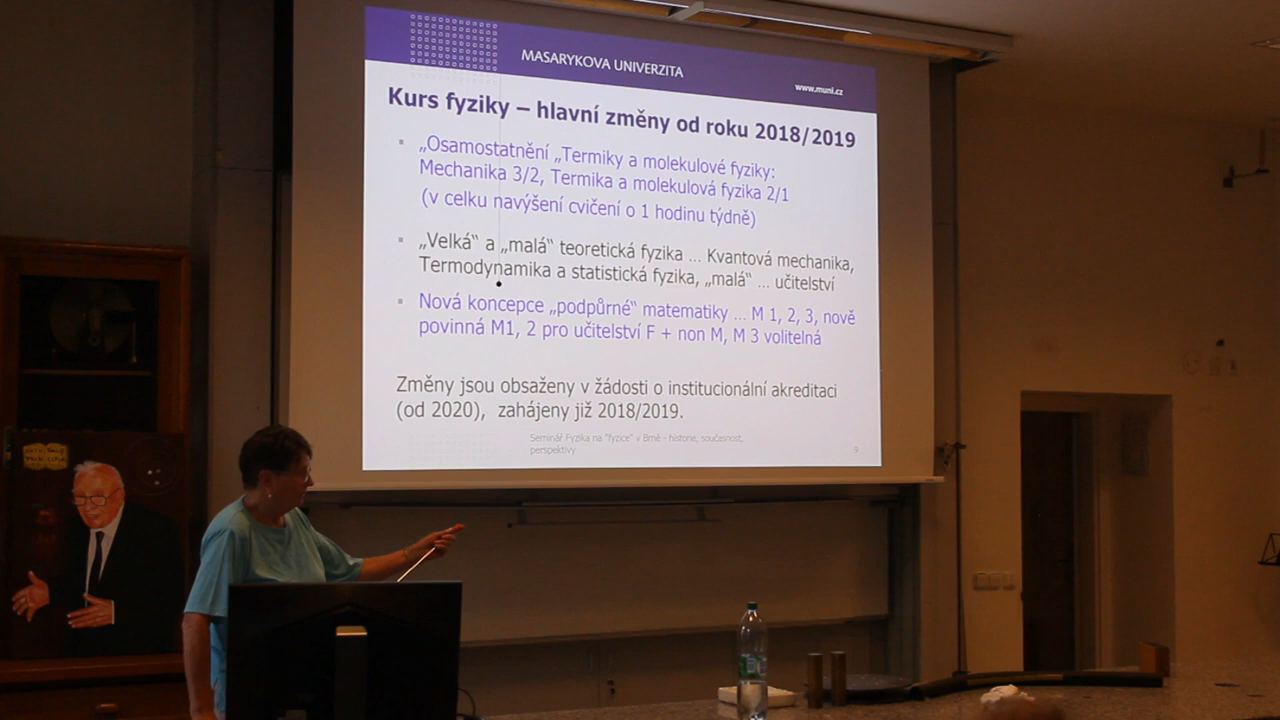 MASARYKOVA UNIVERZITA
www.muni.cz
Kurs fyziky – hlavní změny od roku 2018/2019
„Osamostatnění „Termiky a molekulové fyziky:
Mechanika 3/2, Termika a molekulová fyzika 2/1
(v celku navýšení cvičení o 1 hodinu týdně)
„Velká“ a „malá“ teoretická fyzika ... Kvantová mechanika,
Termodynamika a statistická fyzika, „malá“ ... učitelství
Nová koncepce „podpůrné“ matematiky ... M 1, 2, 3, nově
povinná M1, 2 pro učitelství F + non M, M 3 volitelná
Změny jsou obsaženy v žádosti o institucionální akreditaci
(od 2020), zahájeny již 2018/2019.
Seminář Fyzika na "fyzice" v Brně - historie, současnost,
perspektivy
9